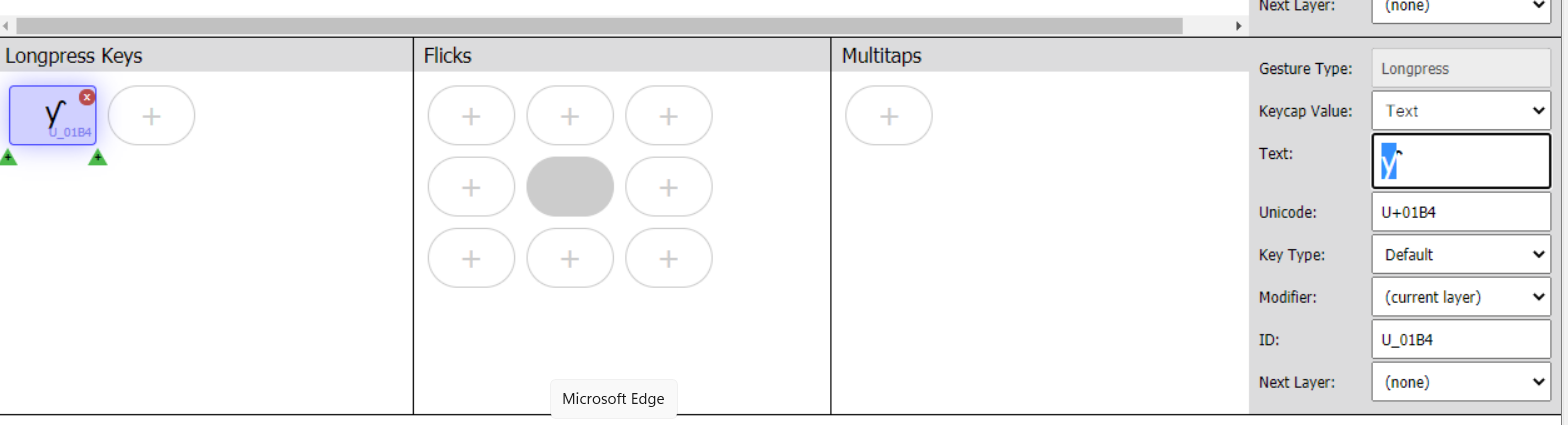 Next Layer: (none)
Longpress Keys
Flicks
Multitaps
ƴ
x
U_01B4
Gesture Type: Longpress
Keycap Value: Text
Text: ƴ
Unicode: U+01B4
Key Type: Default
Modifier: (current layer)
ID: U_01B4
Next Layer: (none)
Microsoft Edge